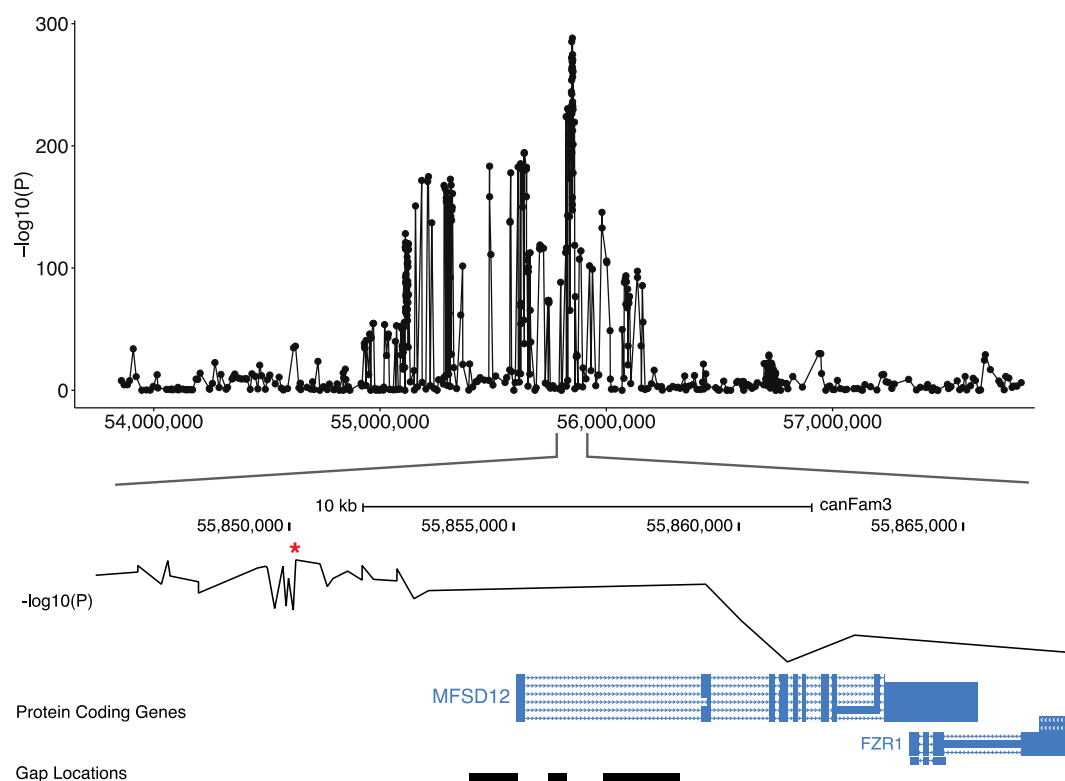 300
200
100
0
−log10(P)
54,000,000 55,000,000 56,000,000 57,000,000
10 kb canFam3
55,850,000 55,855,000 55,860,000 55,865,000
*
-log10(P)
MFSD12
Protein Coding Genes
FZR1
Gap Locations